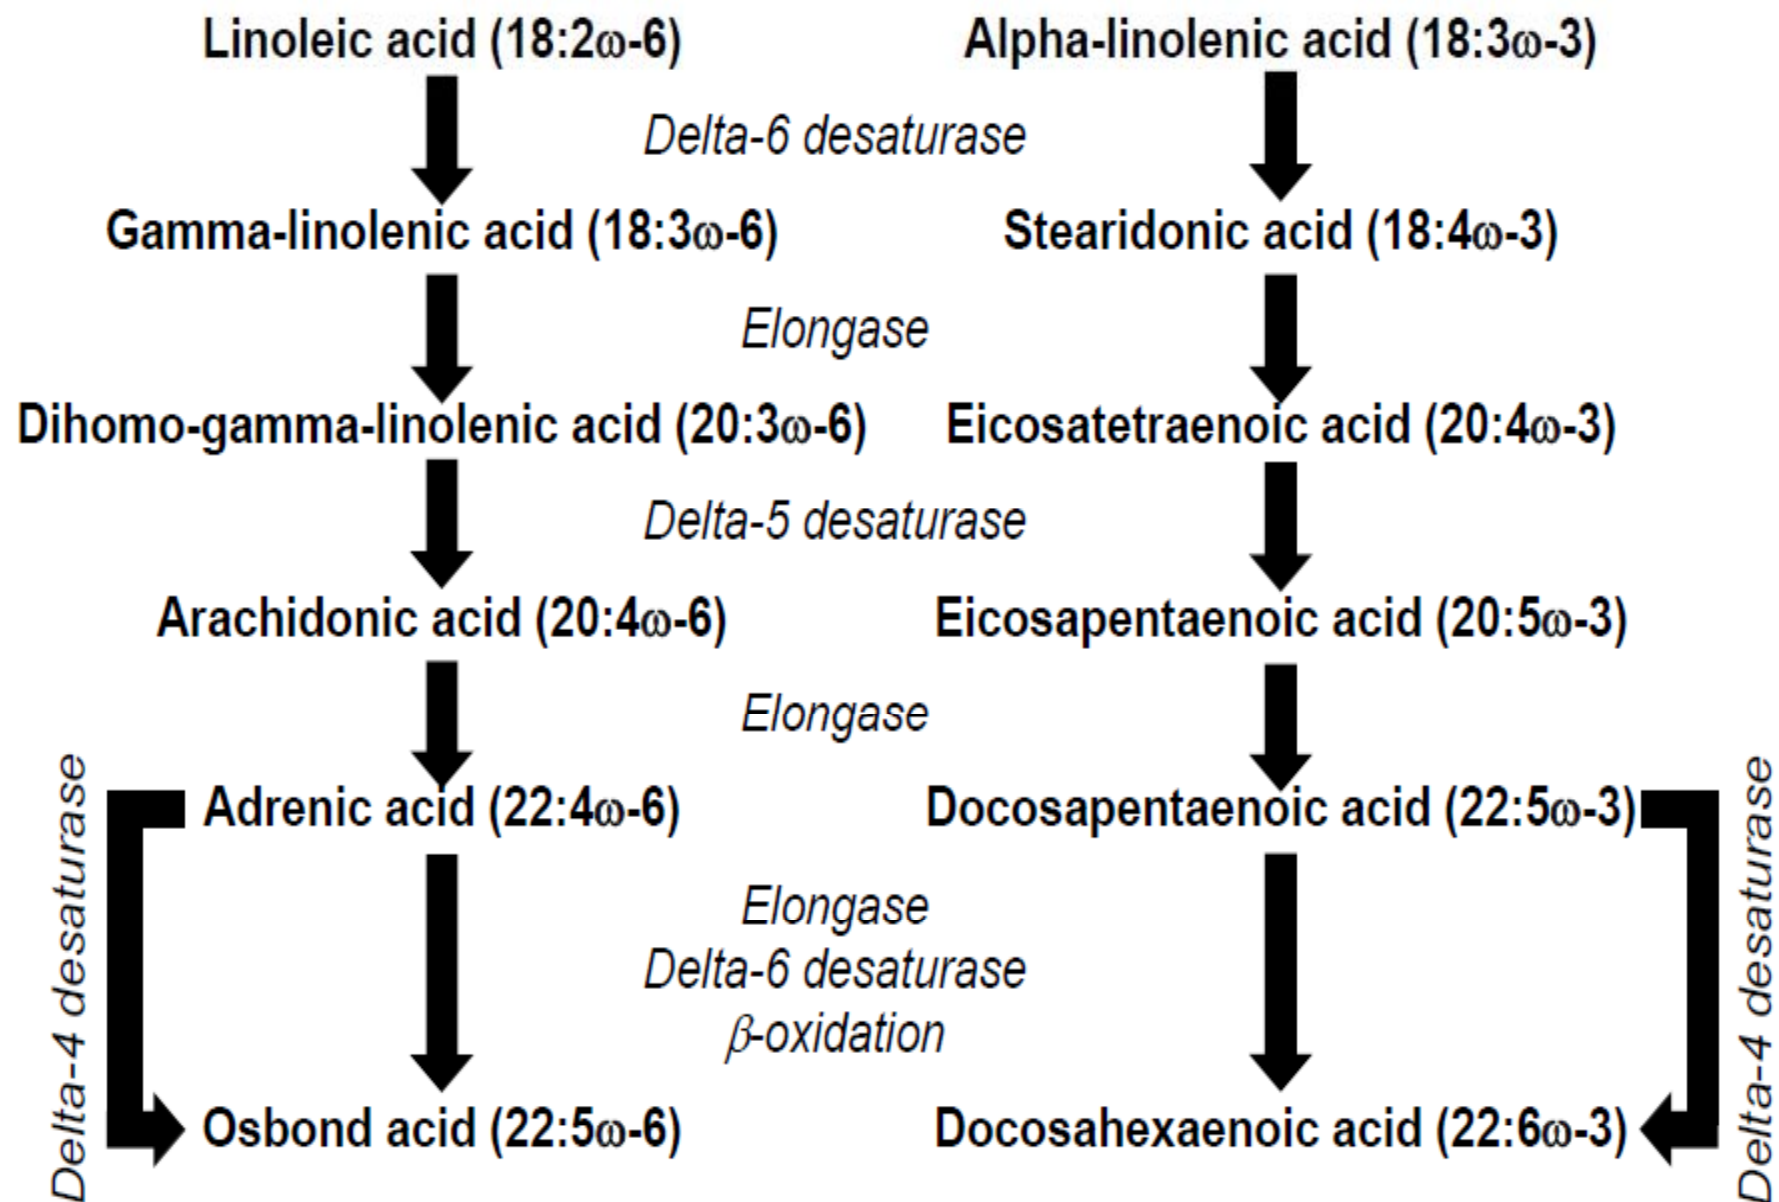 Linoleic acid (18:2ω-6)
Alpha-linolenic acid (18:3ω-3)
Delta-6 desaturase
Gamma-linolenic acid (18:3ω-6)
Stearidonic acid (18:4ω-3)
Elongase
Dihomo-gamma-linolenic acid (20:3ω-6)
Eicosatetraenoic acid (20:4ω-3)
Delta-5 desaturase
Arachidonic acid (20:4ω-6)
Eicosapentaenoic acid (20:5ω-3)
Elongase
Adrenic acid (22:4ω-6)
Docosapentaenoic acid (22:5ω-3)
Delta-4 desaturase
Elongase
Delta-6 desaturase
β-oxidation
Delta-4 desaturase
Osbond acid (22:5ω-6)
Docosahexaenoic acid (22:6ω-3)